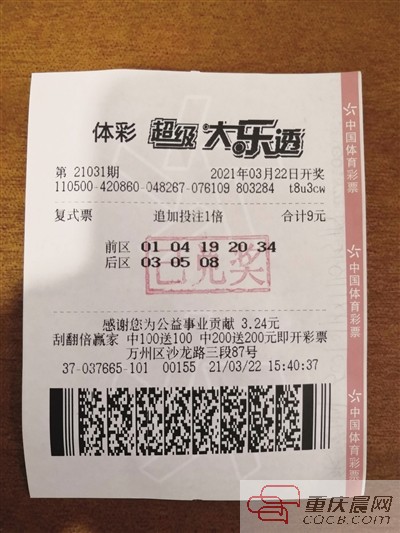 体彩 超级大乐透
第 21031期 2021年03月22日开奖
110500-420860-048267-076109 803284 t8u3cw
复式票 追加投注1倍 合计9元
前区 01 04 19 20 34
后区 03 05 08
已兑奖
感谢您为公益事业贡献 3.24元
刮翻倍赢家 中100送100 中200送200元即开彩票
万州区沙龙路三段87号
37-037665-101 00155 21/03/22 15:40:37
中国体育彩票
中国体育彩票
中国体育彩票
重庆晨网
CQCB.COM